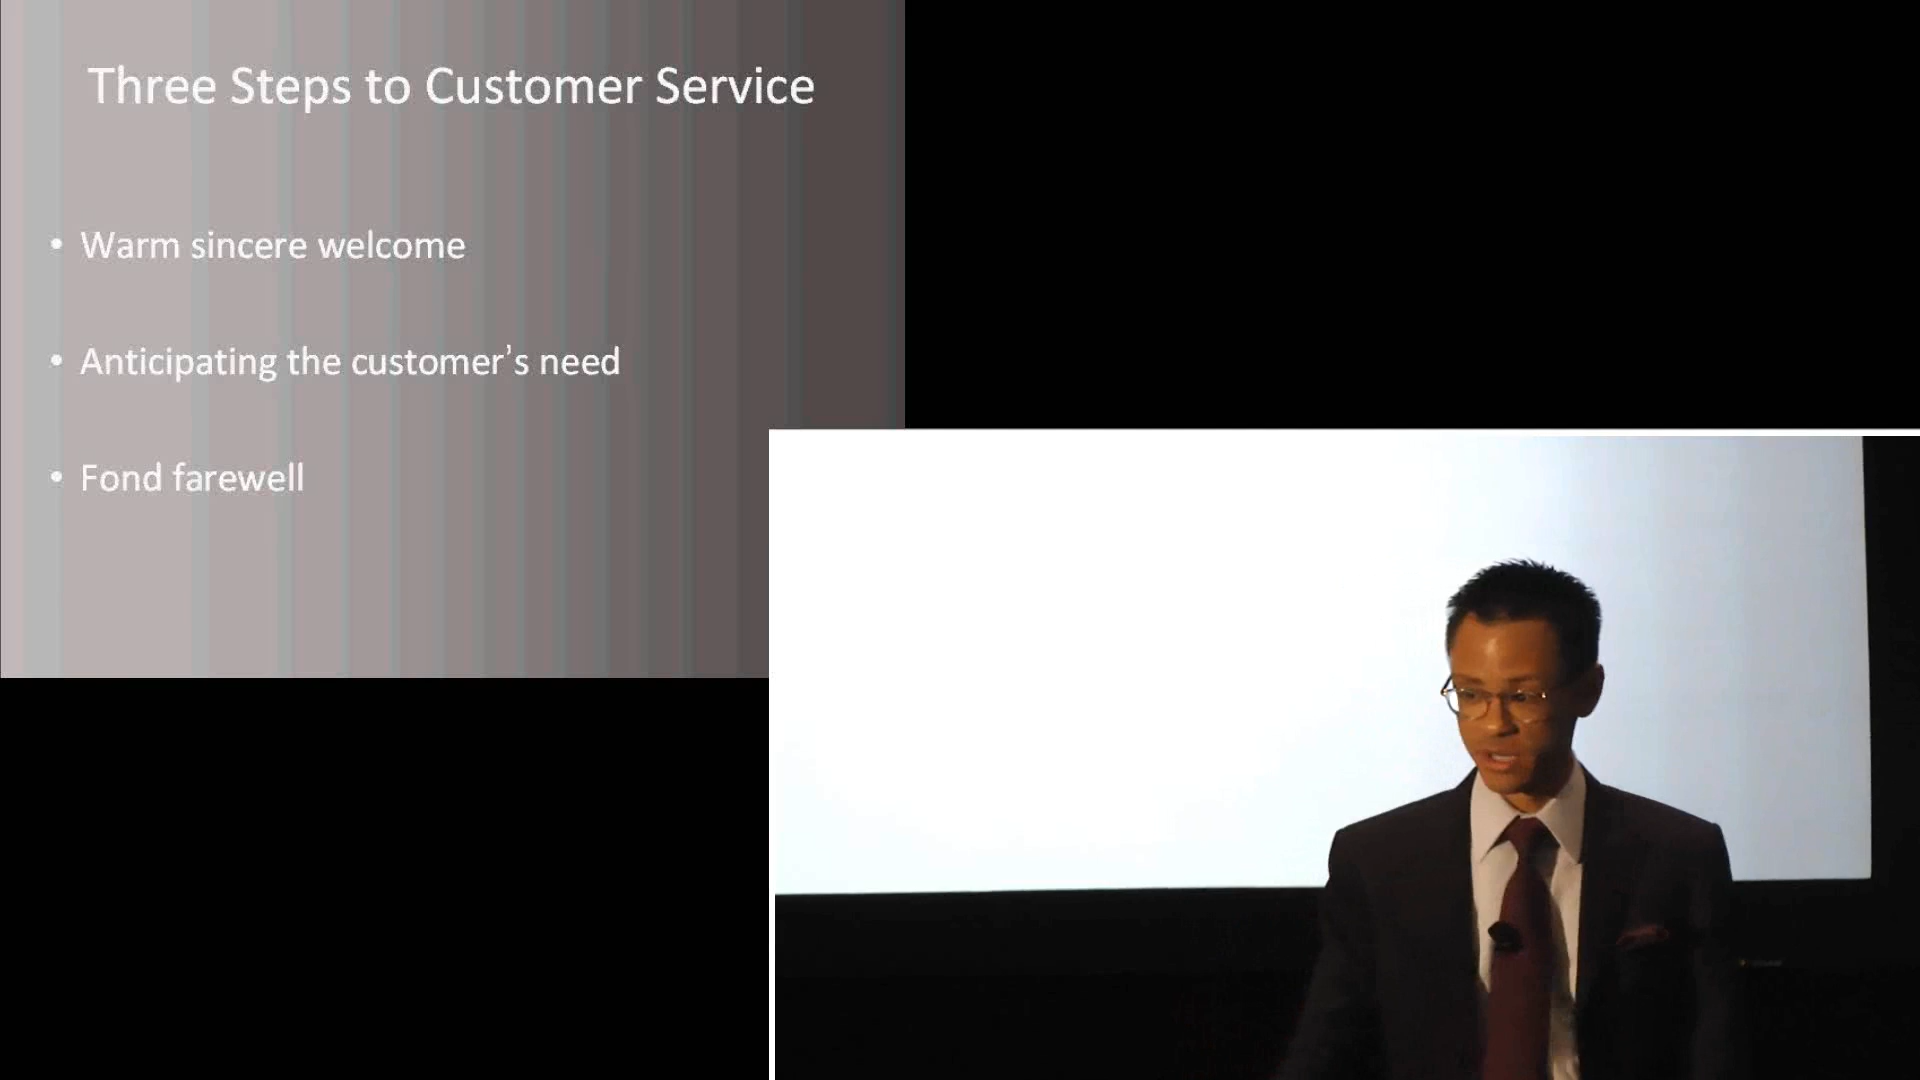 Three Steps to Customer Service
• Warm sincere welcome
• Anticipating the customer’s need
• Fond farewell